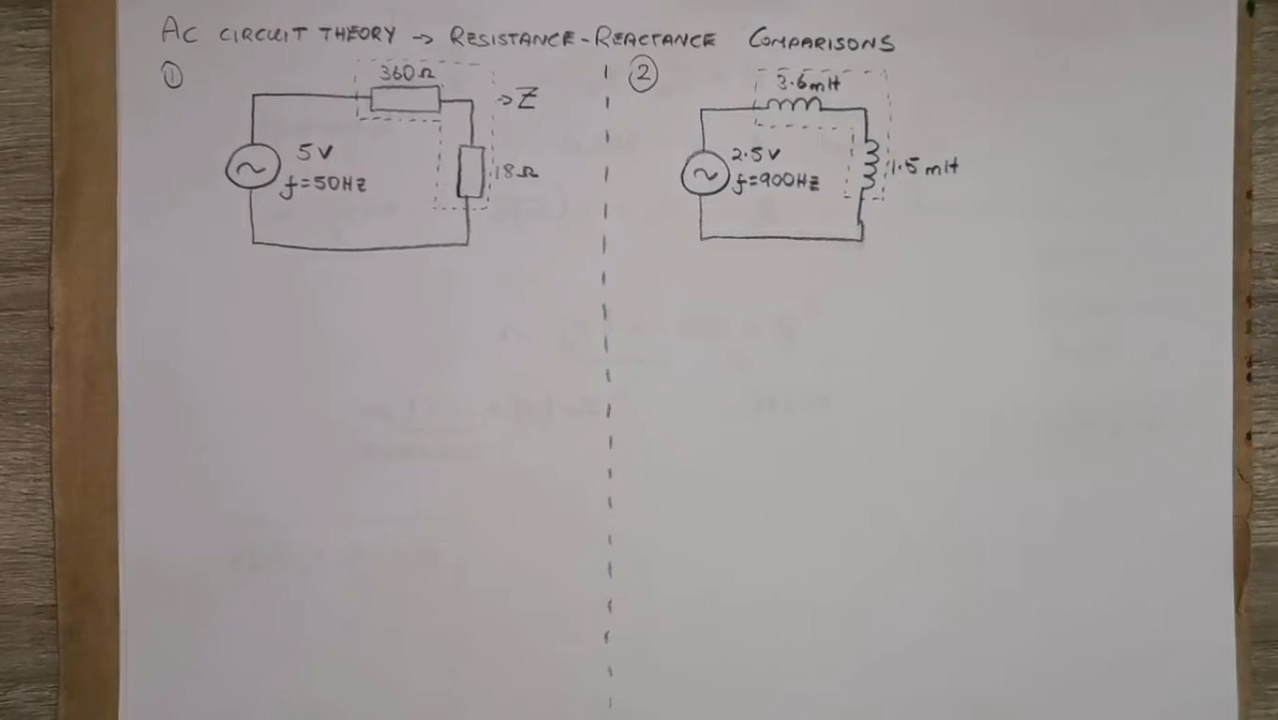 AC CIRCUIT THEORY → RESISTANCE-REACTANCE COMPARISONS
①
360Ω
→Z
5V
f=50HZ
18Ω
②
3.6mH
2.5V
f=900HZ
1.5mH